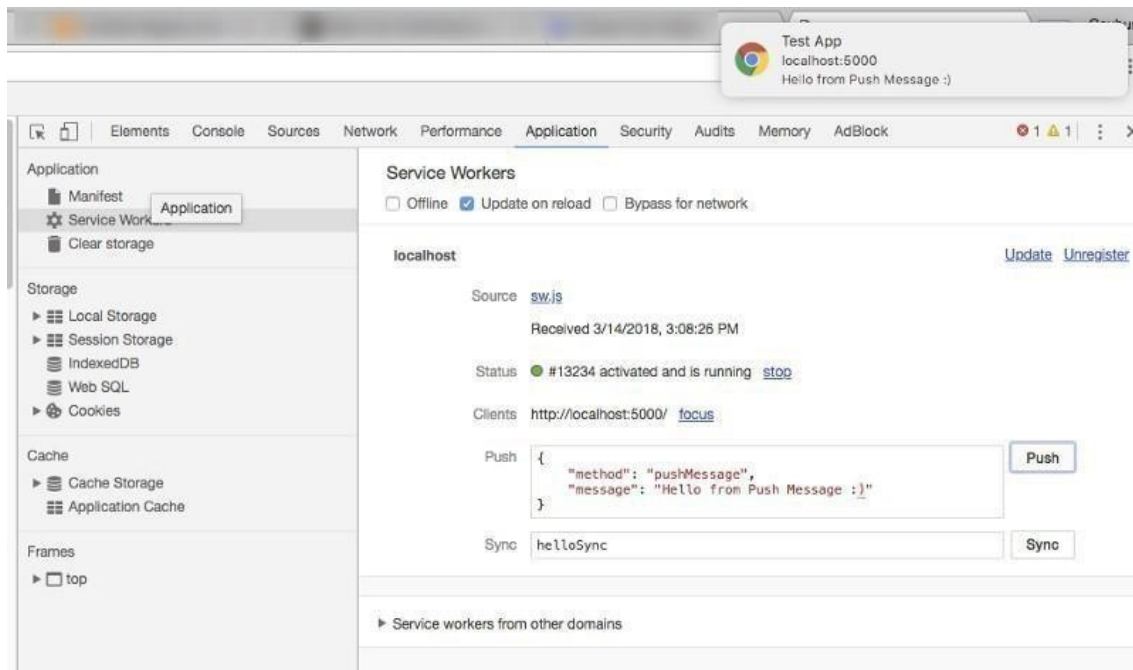 Test App
localhost:5000
Hello from Push Message :)
Elements Console Sources Network Performance Application Security Audits Memory AdBlock 1 1
Application
Manifest
Application
Service Workers
Clear storage
Storage
Local Storage
Session Storage
IndexedDB
Web SQL
Cookies
Cache
Cache Storage
Application Cache
Frames
top
Service Workers
Offline Update on reload Bypass for network
localhost Update Unregister
Source sw.js
Received 3/14/2018, 3:08:26 PM
Status #13234 activated and is running stop
Clients http://localhost:5000/ focus
Push {
"method": "pushMessage",
"message": "Hello from Push Message :)"
}
Push
Sync helloSync Sync
Service workers from other domains